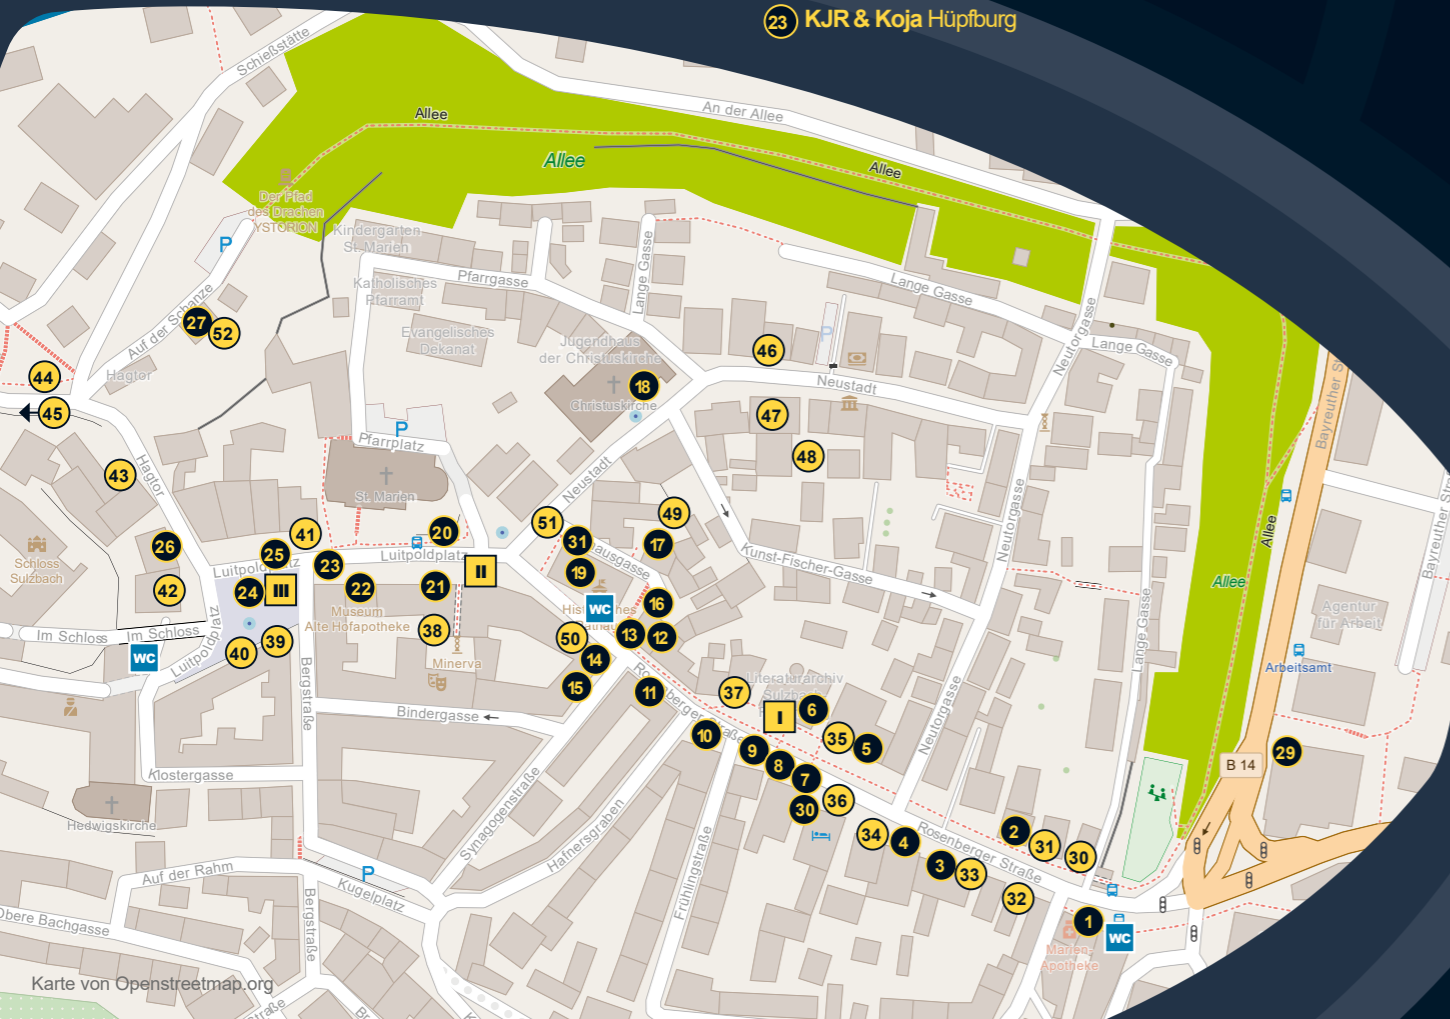 23 KJR & Koja Hüpfburg
Schießstätte
Allee
An der Allee
Allee
Allee
Der Pfad
des Drachen
YSTORION
P
Kindergarten
St. Marien
Pfarrgasse
Lange Gasse
Katholisches
Pfarramt
Lange Gasse
Neutorgasse
Auf der Schanze
27
52
Evangelisches
Dekanat
Jugendhaus
der Christuskirche
46
P
Lange Gasse
44
Hagtor
18
Christuskirche
Neustadt
Bayreuther
45
47
P
Pfarrplatz
48
43
Hagtor
St. Marien
Neustadt
Neutorgasse
Allee
Bayreuther
49
51
41
20
31
17
26
25
Luitpoldplatz
23
Luitpoldplatz
II
19
Kunst-Fischer-Gasse
Schloss
Sulzbach
42
24
III
22
21
Allee
Museum
Alte Hofapotheke
WC
16
Agentur
für Arbeit
Im Schloss
Im Schloss
38
50
13
12
Lange Gasse
WC
Luitpoldplatz
40
39
Minerva
14
Arbeitsamt
Bergstraße
15
11
37
Literaturarchiv
Sulzbach
Bindergasse
Rosenberger Straße
I
6
Neutorgasse
10
35
5
9
8
B 14
29
Klostergasse
7
30
36
Hedwigskirche
Synagogenstraße
Hafnersgraben
34
4
Rosenberger Straße
2
31
30
3
33
Auf der Rahm
P
Kugelplatz
Frühlingstraße
32
Obere Bachgasse
Bergstraße
1
WC
Marien-
Apotheke
Karte von Openstreetmap.org